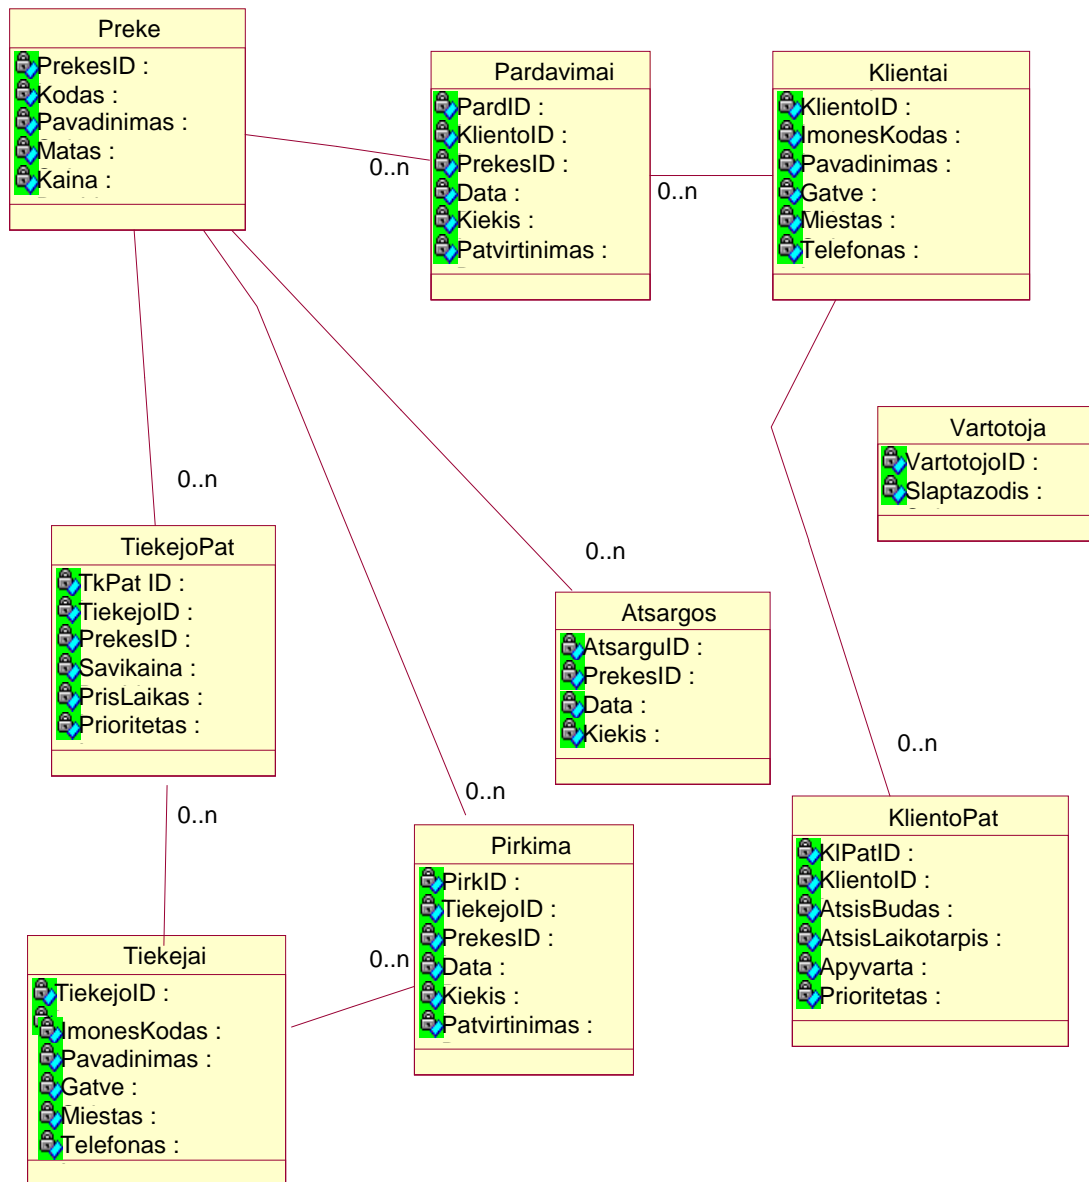 Preke
PrekesID :
Kodas :
Pavadinimas :
Matas :
Kaina :
Pardavimai
PardID :
KlientoID :
PrekesID :
Data :
Kiekis :
Patvirtinimas :
Klientai
KlientoID :
ImonesKodas :
Pavadinimas :
Gatve :
Miestas :
Telefonas :
0..n
0..n
Vartotoja
VartotojoID :
Slaptazodis :
0..n
TiekejoPat
TkPat ID :
TiekejoID :
PrekesID :
Savikaina :
PrisLaikas :
Prioritetas :
0..n
Atsargos
AtsarguID :
PrekesID :
Data :
Kiekis :
0..n
KlientoPat
KlPatID :
KlientoID :
AtsisBudas :
AtsisLaikotarpis :
Apyvarta :
Prioritetas :
0..n
0..n
Pirkima
PirkID :
TiekejoID :
PrekesID :
Data :
Kiekis :
Patvirtinimas :
0..n
Tiekejai
TiekejoID :
ImonesKodas :
Pavadinimas :
Gatve :
Miestas :
Telefonas :